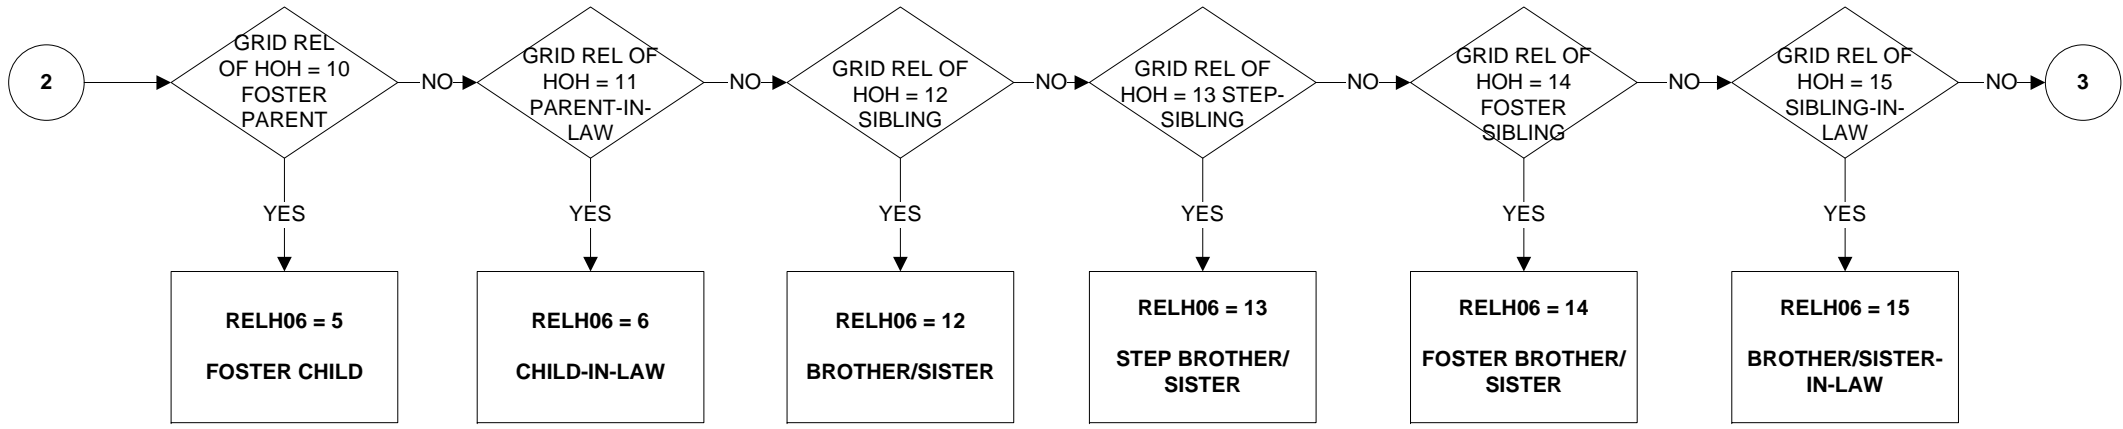 2
GRID REL
OF HOH = 10
FOSTER
PARENT
NO
GRID REL OF
HOH = 11
PARENT-IN-
LAW
NO
GRID REL OF
HOH = 12
SIBLING
NO
GRID REL OF
HOH = 13 STEP-
SIBLING
NO
GRID REL OF
HOH = 14
FOSTER
SIBLING
NO
GRID REL OF
HOH = 15
SIBLING-IN-
LAW
NO
3
YES
YES
YES
YES
YES
YES
RELH06 = 5
FOSTER CHILD
RELH06 = 6
CHILD-IN-LAW
RELH06 = 12
BROTHER/SISTER
RELH06 = 13
STEP BROTHER/
SISTER
RELH06 = 14
FOSTER BROTHER/
SISTER
RELH06 = 15
BROTHER/SISTER-
IN-LAW